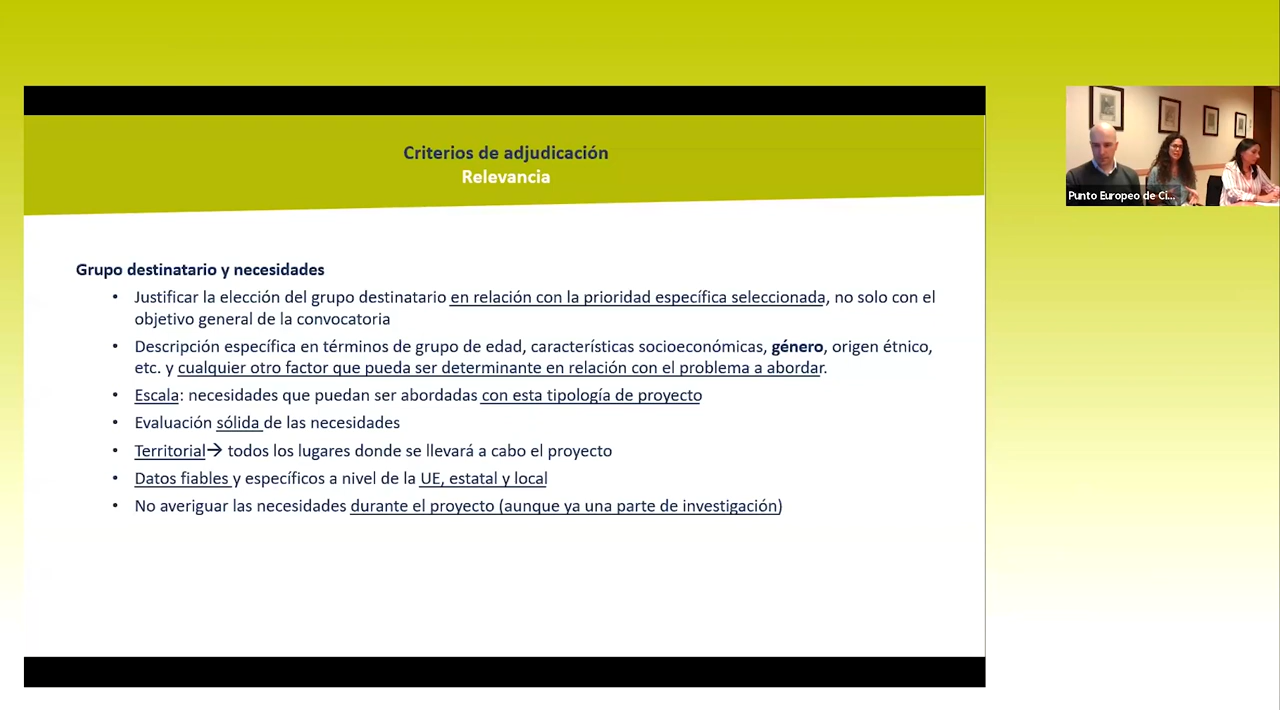 Criterios de adjudicación
Relevancia
Grupo destinatario y necesidades
• Justificar la elección del grupo destinatario en relación con la prioridad específica seleccionada, no solo con el
objetivo general de la convocatoria
• Descripción específica en términos de grupo de edad, características socioeconómicas, género, origen étnico,
etc. y cualquier otro factor que pueda ser determinante en relación con el problema a abordar.
• Escala: necesidades que puedan ser abordadas con esta tipología de proyecto
• Evaluación sólida de las necesidades
• Territorial→ todos los lugares donde se llevará a cabo el proyecto
• Datos fiables y específicos a nivel de la UE, estatal y local
• No averiguar las necesidades durante el proyecto (aunque ya una parte de investigación)
Punto Europeo de Ci...